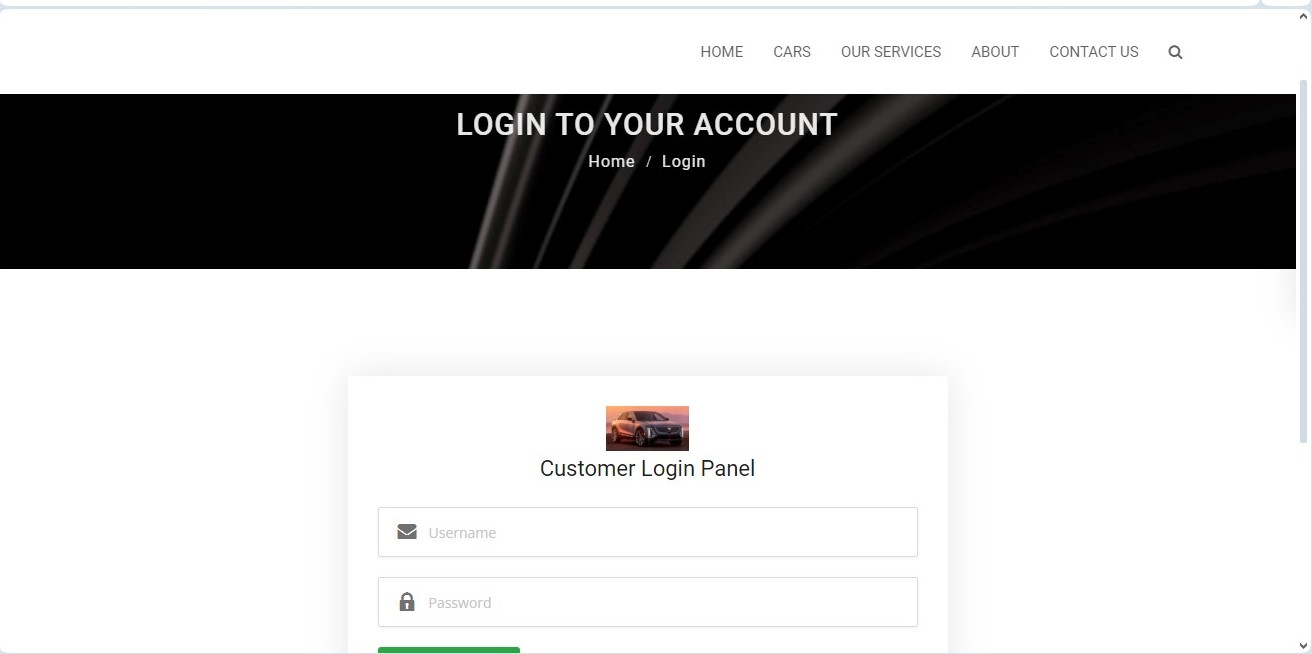 HOME CARS OUR SERVICES ABOUT CONTACT US
LOGIN TO YOUR ACCOUNT
Home / Login
Customer Login Panel
Username
Password